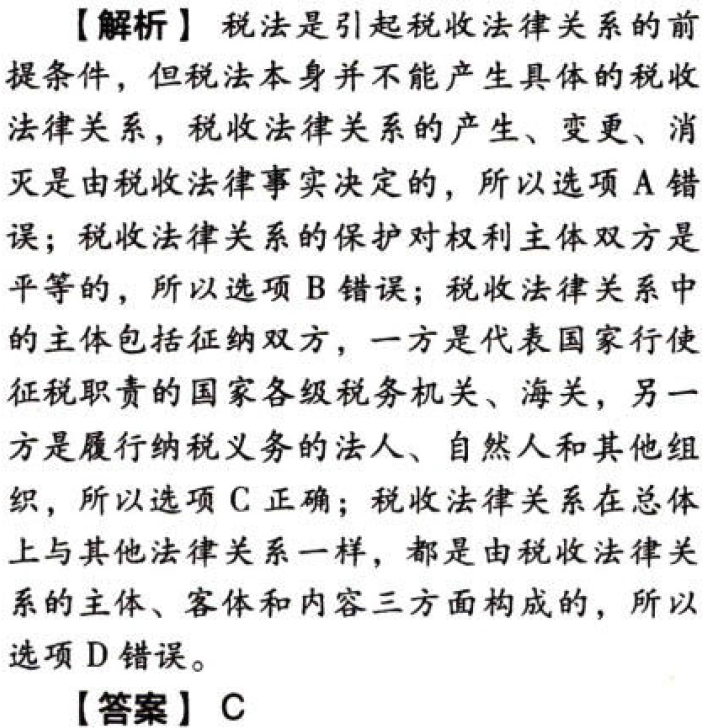 【解析】 税法是引起税收法律关系的前
提条件，但税法本身并不能产生具体的税收
法律关系，税收法律关系的产生、变更、消
灭是由税收法律事实决定的，所以选项 A 错
误；税收法律关系的保护对权利主体双方是
平等的，所以选项 B 错误；税收法律关系中
的主体包括征纳双方，一方是代表国家行使
征税职责的国家各级税务机关、海关，另一
方是履行纳税义务的法人、自然人和其他组
织，所以选项 C 正确；税收法律关系在总体
上与其他法律关系一样，都是由税收法律关
系的主体、客体和内容三方面构成的，所以
选项 D 错误。
【答案】 C